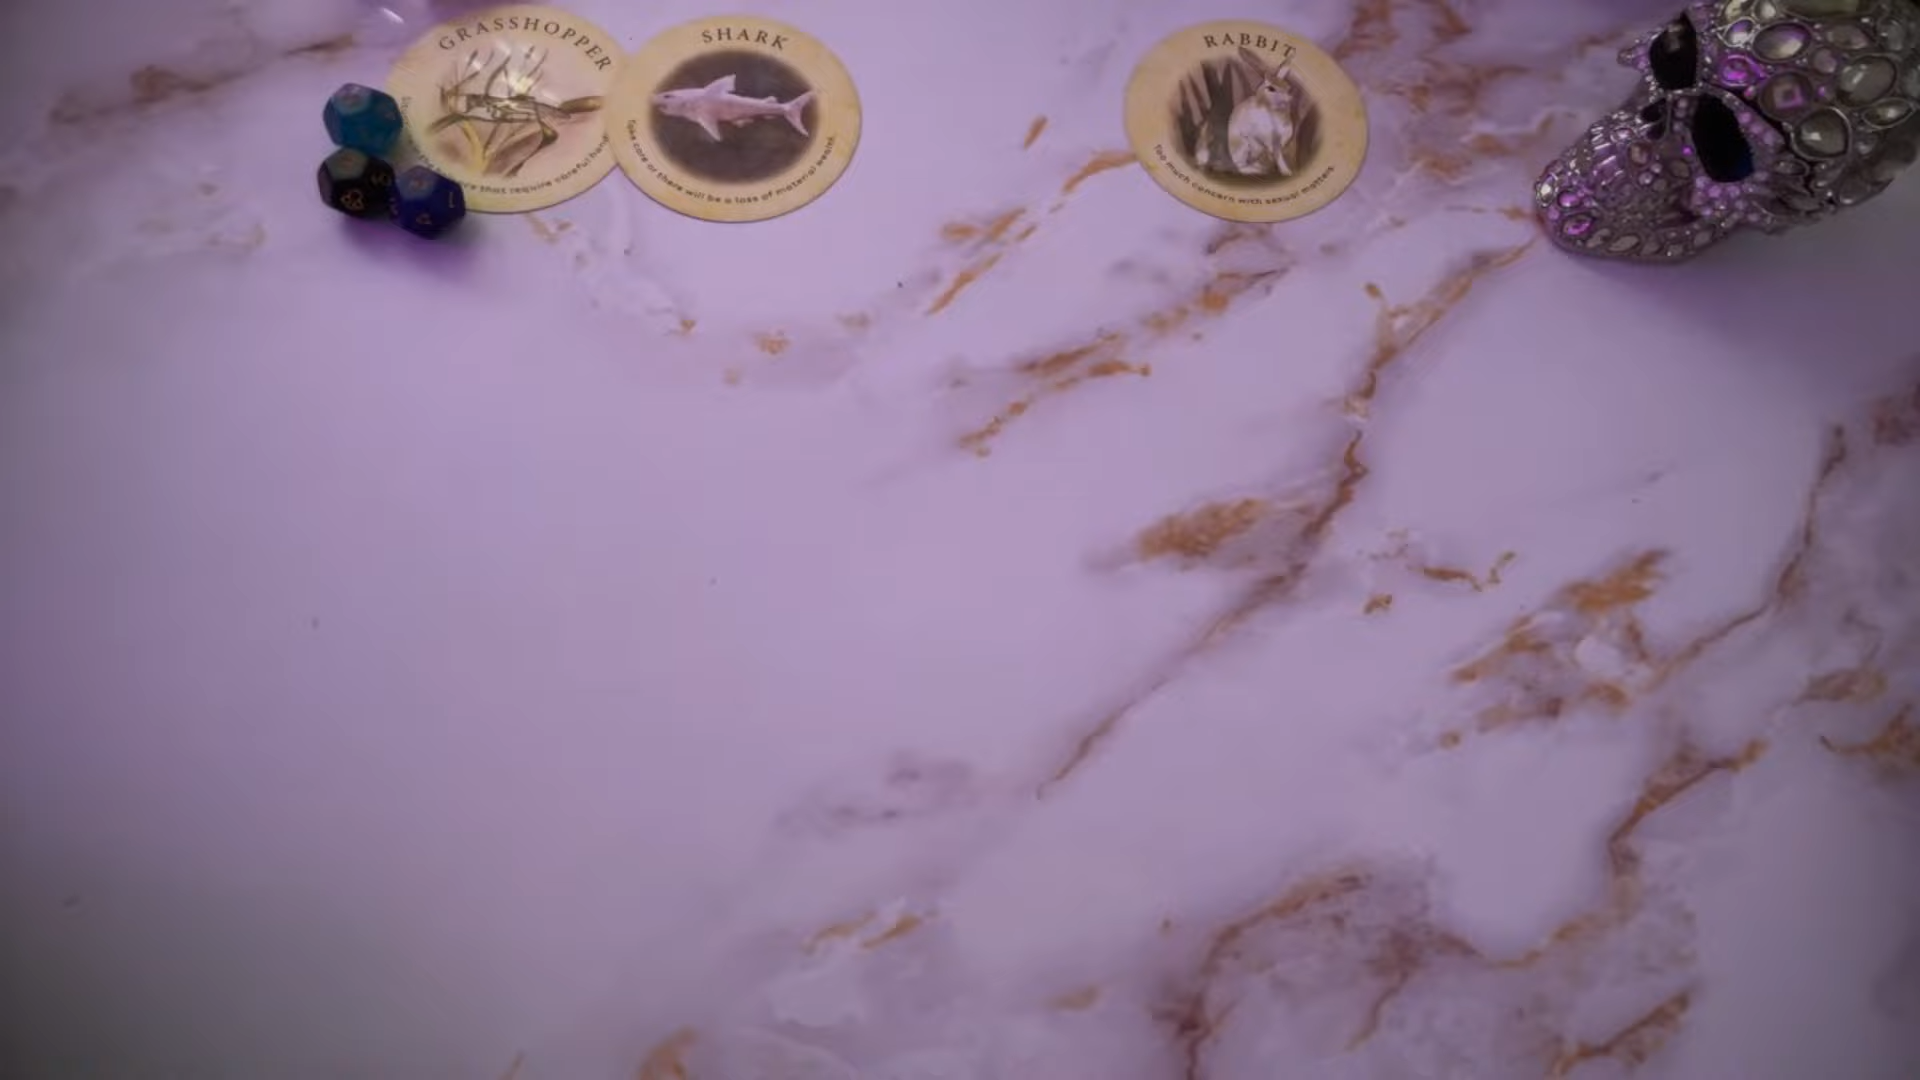 GRASSHOPPER
that require careful
SHARK
Take care or there will be a loss of material wealth.
RABBIT
Too much concern with sexual matters.